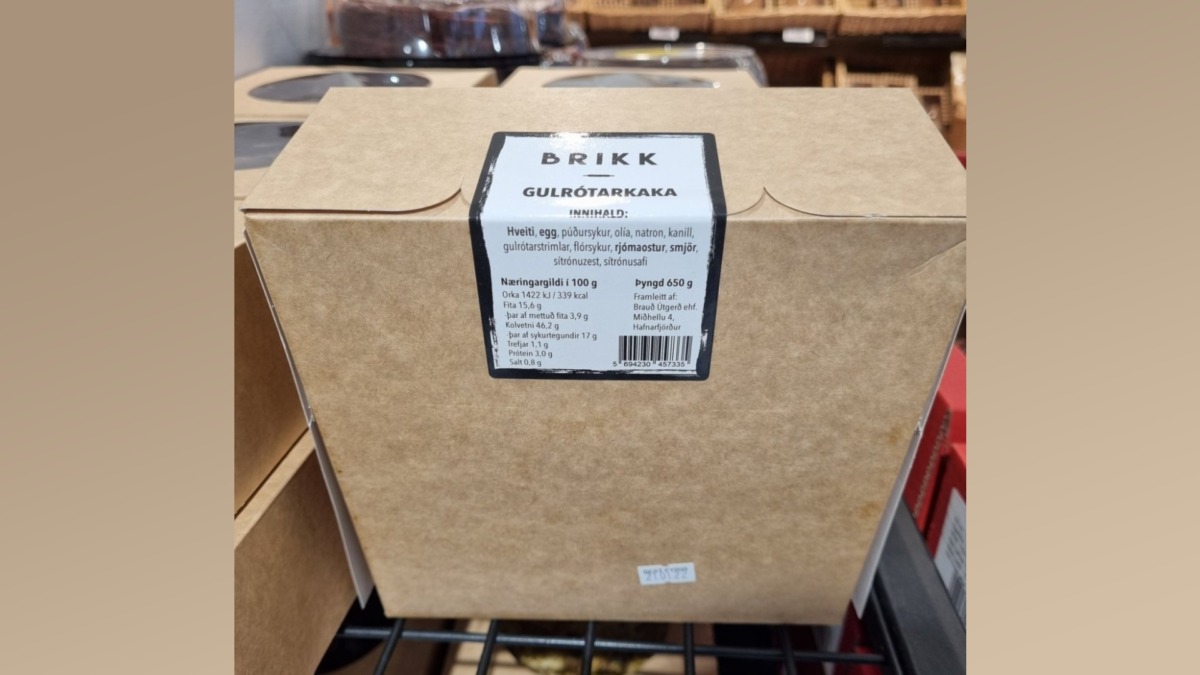 BRIKK
GULRÓTARKAKA
INNIHALD:
Hveiti, egg, púðursykur, olía, natron, kanill,
gulrótarstrimlar, flórsykur, rjómaostur, smjör,
sítrónuzest, sítrónusafi
Næringargildi í 100 g
Orka 1422 kJ / 339 kcal
Fita 15,6 g
-þar af mettuð fita 3,9 g
Kolvetni 46,2 g
-þar af sykurtegundir 17 g
Trefjar 1,1 g
Prótein 3,0 g
Salt 0,8 g
Þyngd 650 g
Framleitt af:
Brauð Útgerð ehf.
Miðhellu 4,
Hafnarfjörður
5 694230 457335
21.01.22